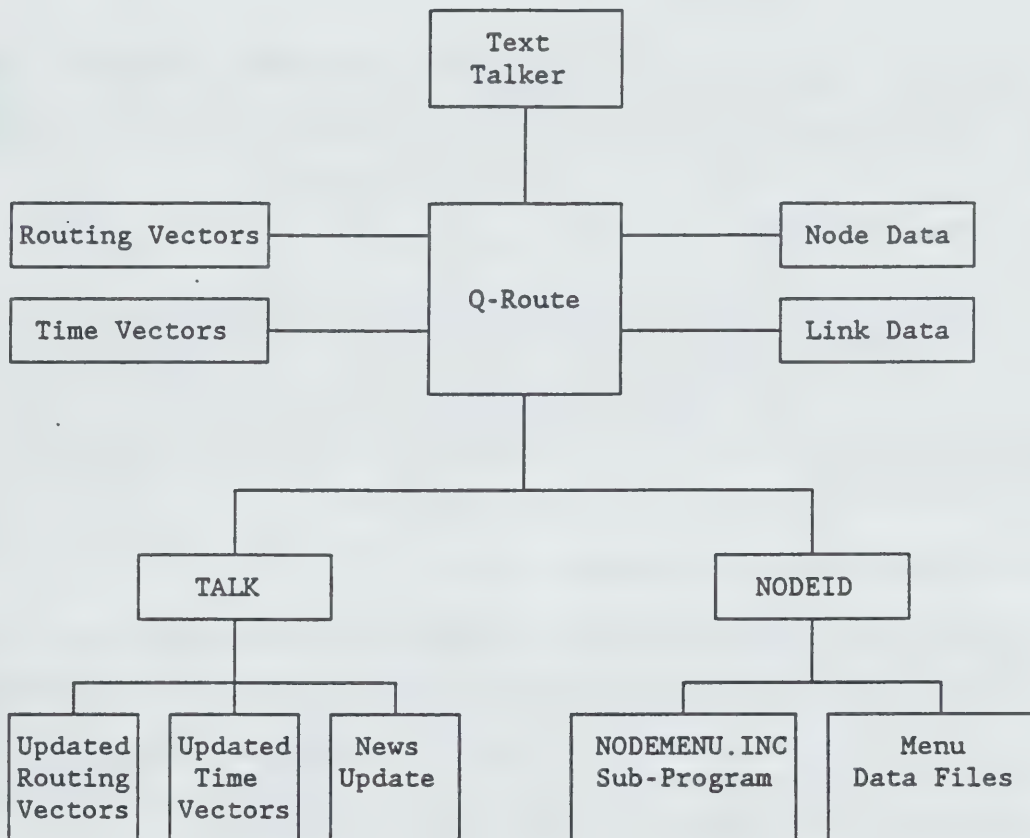 Text
Talker
Routing Vectors
Node Data
Q-Route
Time Vectors
Link Data
TALK
NODEID
Updated
Routing
Vectors
Updated
Time
Vectors
News
Update
NODEMENU.INC
Sub-Program
Menu
Data Files